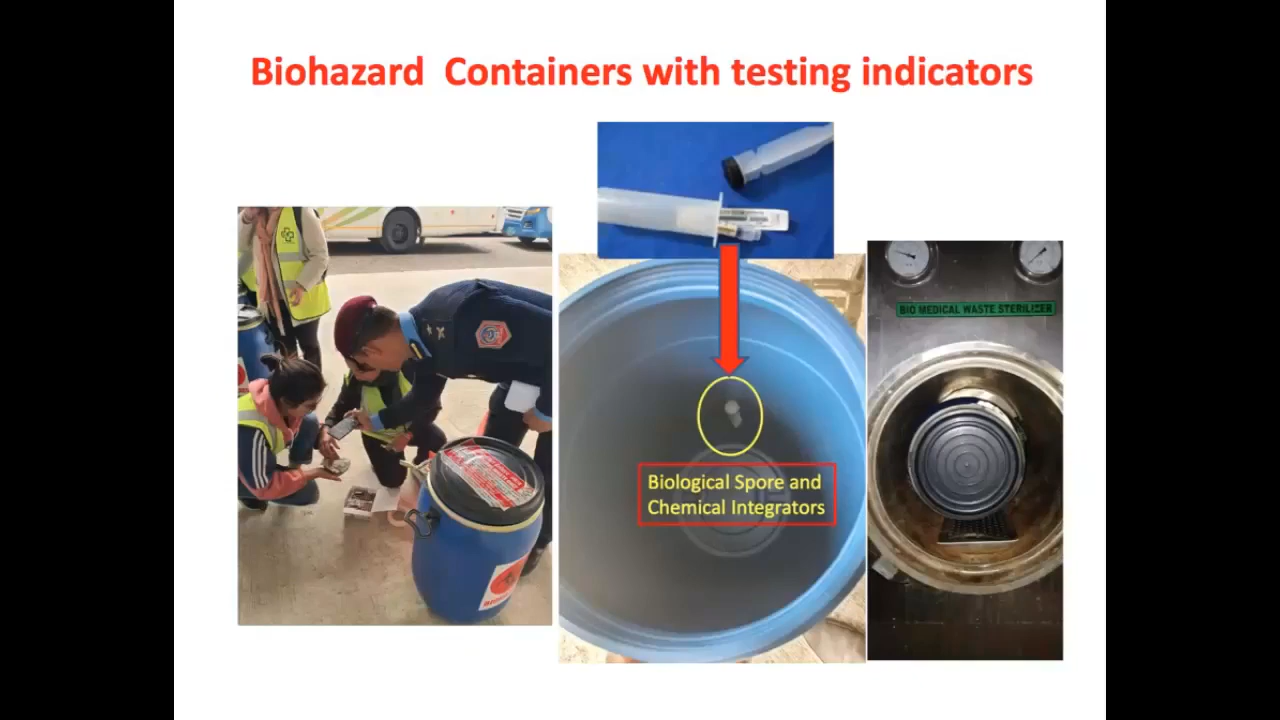 Biohazard Containers with testing indicators
BIO MEDICAL WASTE STERILIZER
Biological Spore and
Chemical Integrators